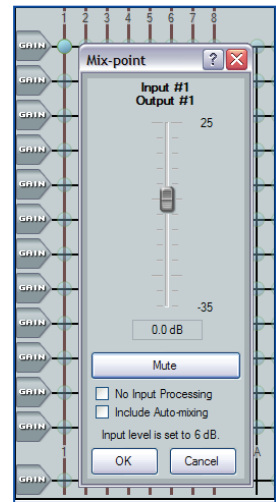 1 2 3 4 5 6 7 8
GAIN
Mix-point ?
GAIN
Input #1
Output #1
GAIN
25
GAIN
GAIN
GAIN
GAIN
GAIN
-35
GAIN
0.0 dB
GAIN
Mute
GAIN
No Input Processing
GAIN
Include Auto-mixing
Input level is set to 6 dB.
1 A
OK Cancel
GAIN